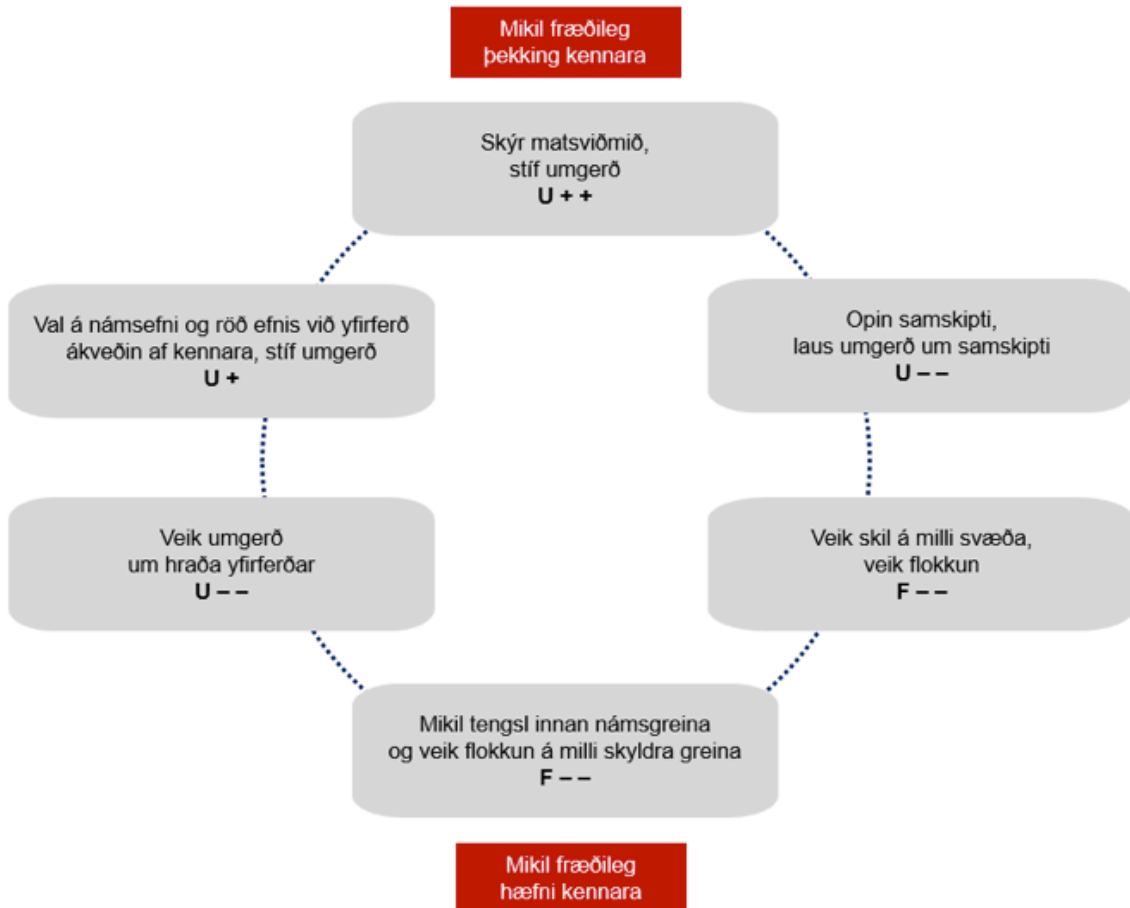 Mikil fræðileg
þekking kennara
Skýr matsviðmið,
stíf umgerð
U + +
Val á námsefni og röð efnis við yfirferð
ákveðin af kennara, stíf umgerð
U +
Opin samskipti,
laus umgerð um samskipti
U – –
Veik umgerð
um hraða yfirferðar
U – –
Veik skil á milli svæða,
veik flokkun
F – –
Mikil tengsl innan námsgreina
og veik flokkun á milli skyldra greina
F – –
Mikil fræðileg
hæfni kennara